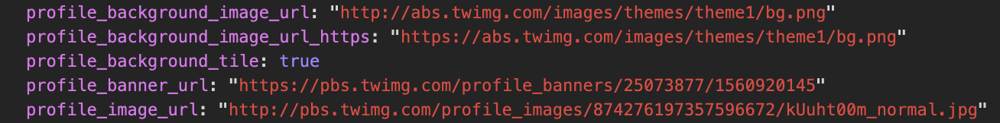 profile_background_image_url: "http://abs.twimg.com/images/themes/theme1/bg.png"
profile_background_image_url_https: "https://abs.twimg.com/images/themes/theme1/bg.png"
profile_background_tile: true
profile_banner_url: "https://pbs.twimg.com/profile_banners/25073877/1560920145"
profile_image_url: "http://pbs.twimg.com/profile_images/874276197357596672/kUuht00m_normal.jpg"